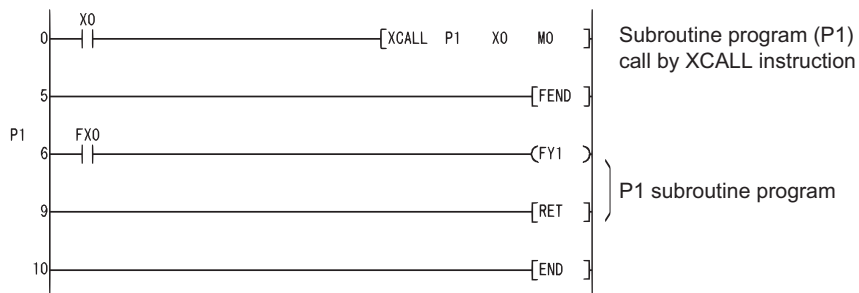 X0
0 [XCALL P1 X0 M0 ] Subroutine program (P1)
call by XCALL instruction
5 [FEND ]
P1 FX0
6 (FY1 )
P1 subroutine program
9 [RET ]
10 [END ]